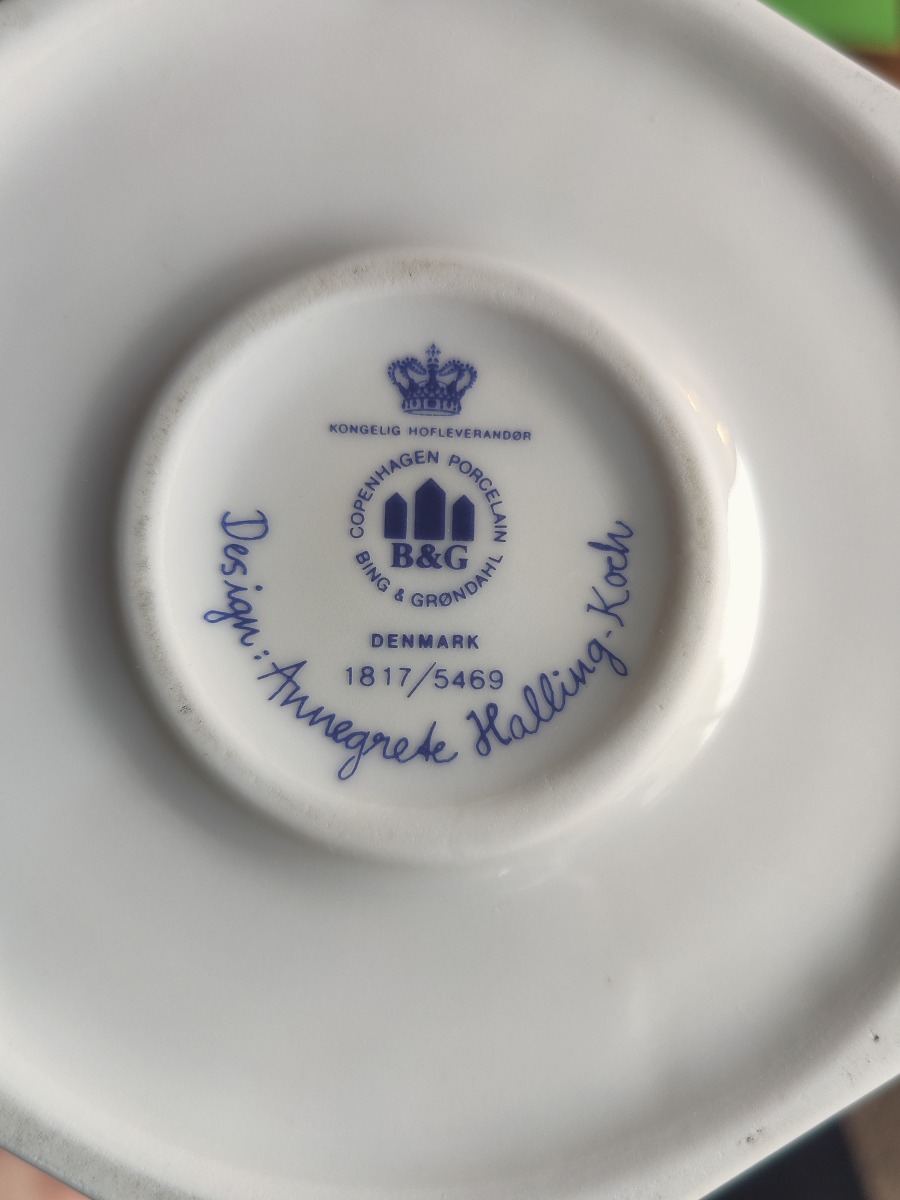 KONGELIG HOFLEVERANDØR
COPENHAGEN PORCELAIN
B&G
BING & GRØNDAHL
DENMARK
1817/5469
Design: Annegrete Halling-Koch